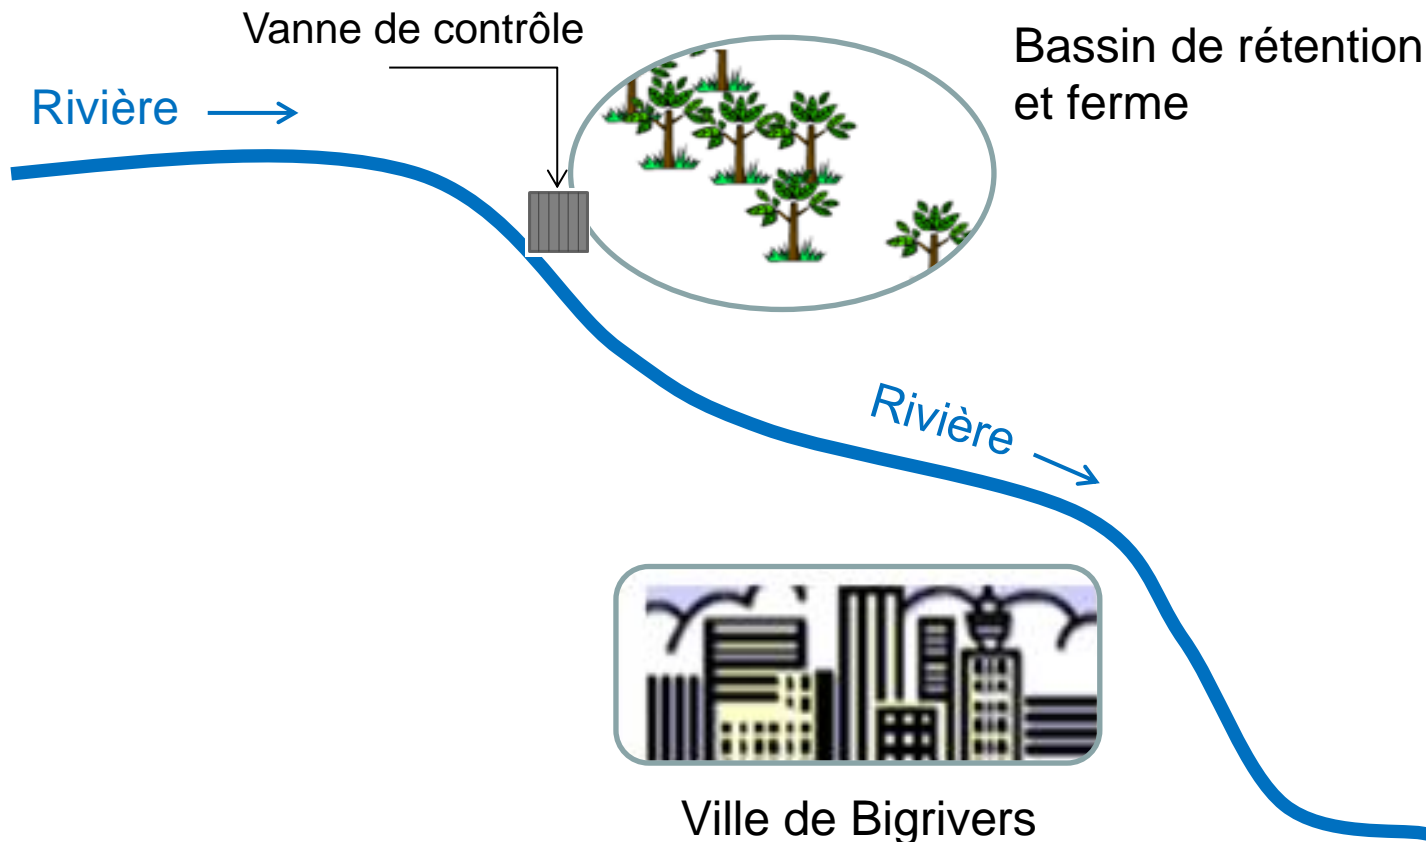 Vanne de contrôle
Bassin de rétention
et ferme
Rivière
Rivière
Ville de Bigrivers